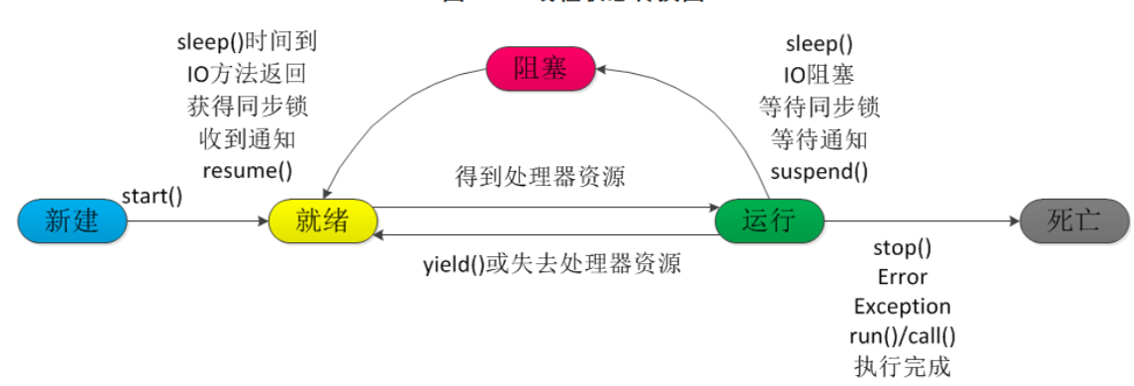 sleep()时间到
IO方法返回
获得同步锁
收到通知
resume()
阻塞
sleep()
IO阻塞
等待同步锁
等待通知
suspend()
新建
start()
就绪
得到处理器资源
yield()或失去处理器资源
运行
死亡
stop()
Error
Exception
run()/call()
执行完成